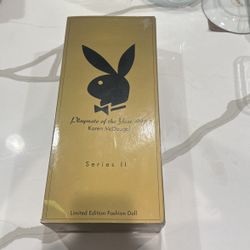 Playmate of the Year
Karen McDougal
Series II
Limited Edition Fashion Doll